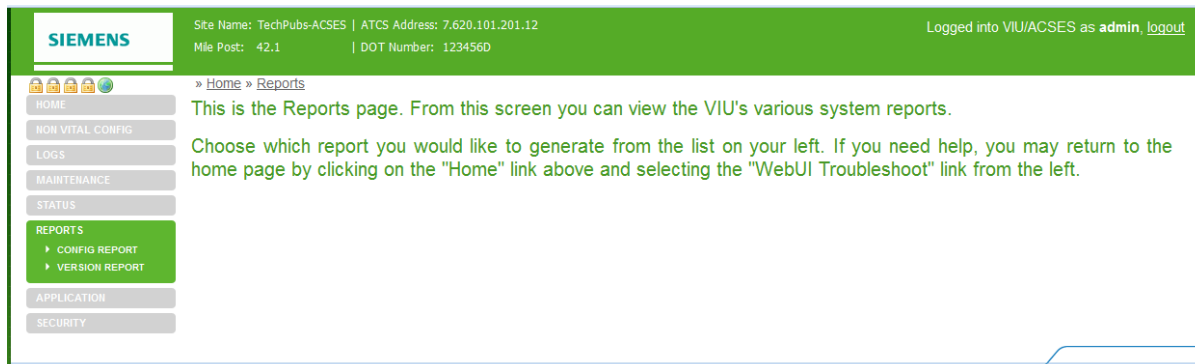 SIEMENS
Site Name: TechPubs-ACSES | ATCS Address: 7.620.101.201.12
Mile Post: 42.1 | DOT Number: 123456D
Logged into VIU/ACSES as admin, logout
» Home » Reports
HOME
NON VITAL CONFIG
LOGS
MAINTENANCE
STATUS
REPORTS
CONFIG REPORT
VERSION REPORT
APPLICATION
SECURITY
This is the Reports page. From this screen you can view the VIU's various system reports.
Choose which report you would like to generate from the list on your left. If you need help, you may return to the
home page by clicking on the "Home" link above and selecting the "WebUI Troubleshoot" link from the left.